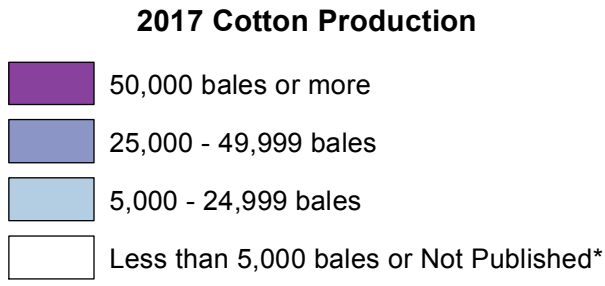 2017 Cotton Production
50,000 bales or more
25,000 - 49,999 bales
5,000 - 24,999 bales
Less than 5,000 bales or Not Published*